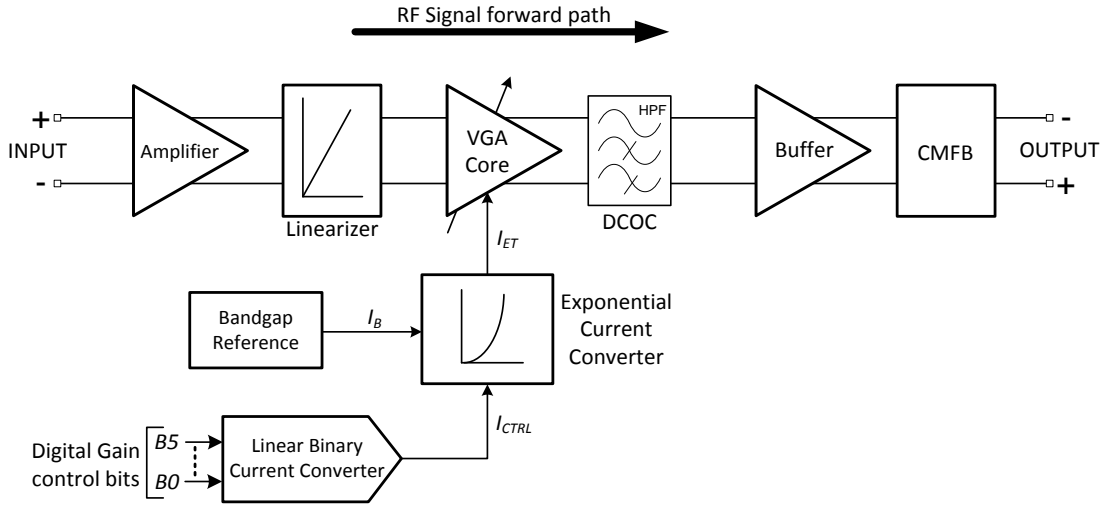 RF Signal forward path
+
INPUT
-
Amplifier
Linearizer
VGA
Core
HPF
DCOC
Buffer
CMFB
-
OUTPUT
+
I_ET
Bandgap
Reference
I_B
Exponential
Current
Converter
I_CTRL
Digital Gain
control bits
B5
B0
Linear Binary
Current Converter